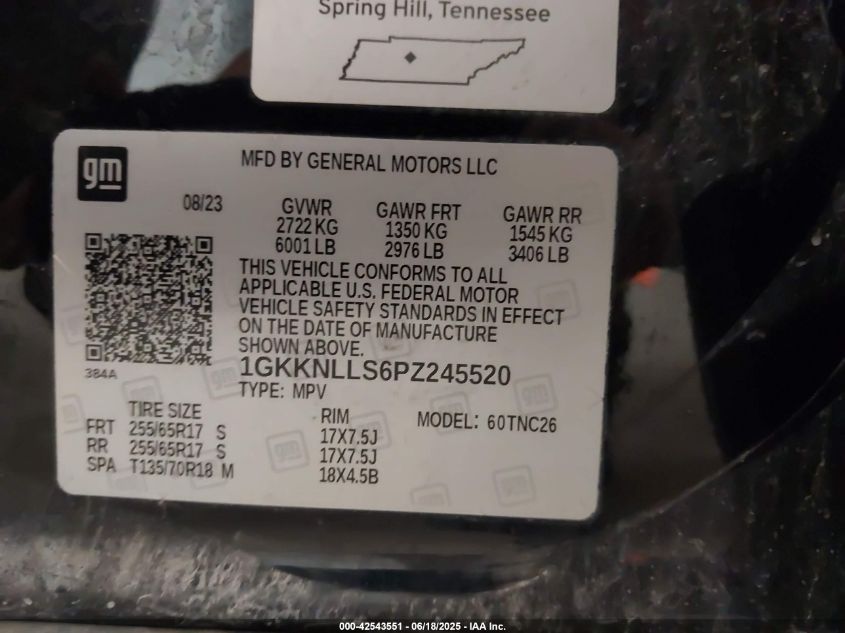 Spring Hill, Tennessee
gm
MFD BY GENERAL MOTORS LLC
08/23
GVWR GAWR FRT GAWR RR
2722 KG 1350 KG 1545 KG
6001 LB 2976 LB 3406 LB
THIS VEHICLE CONFORMS TO ALL
APPLICABLE U.S. FEDERAL MOTOR
VEHICLE SAFETY STANDARDS IN EFFECT
ON THE DATE OF MANUFACTURE
SHOWN ABOVE.
384A
1GKKNLLS6PZ245520
TYPE: MPV
TIRE SIZE RIM MODEL: 60TNC26
FRT 255/65R17 S 17X7.5J
RR 255/65R17 S 17X7.5J
SPA T135/70R18 M 18X4.5B
000-42543551 - 06/18/2025 - IAA Inc.